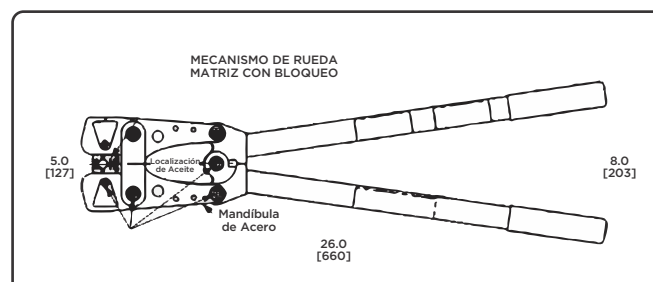 MECANISMO DE RUEDA
MATRIZ CON BLOQUEO
5.0
[127]
Localización
de Aceite
8.0
[203]
Mandíbula
de Acero
26.0
[660]